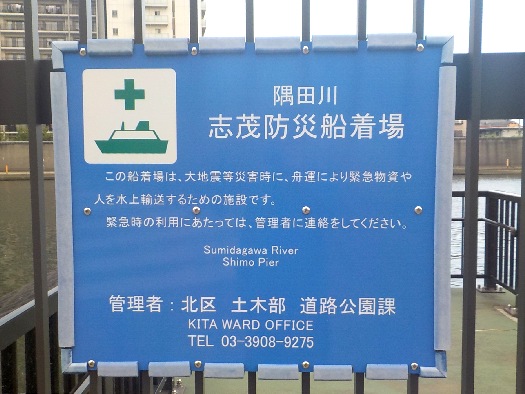 隅田川
志茂防災船着場
この船着場は、大地震等災害時に、舟運により緊急物資や
人を水上輸送するための施設です。
緊急時の利用にあたっては、管理者に連絡をしてください。
Sumidagawa River
Shimo Pier
管理者：北区 土木部 道路公園課
KITA WARD OFFICE
TEL 03-3908-9275